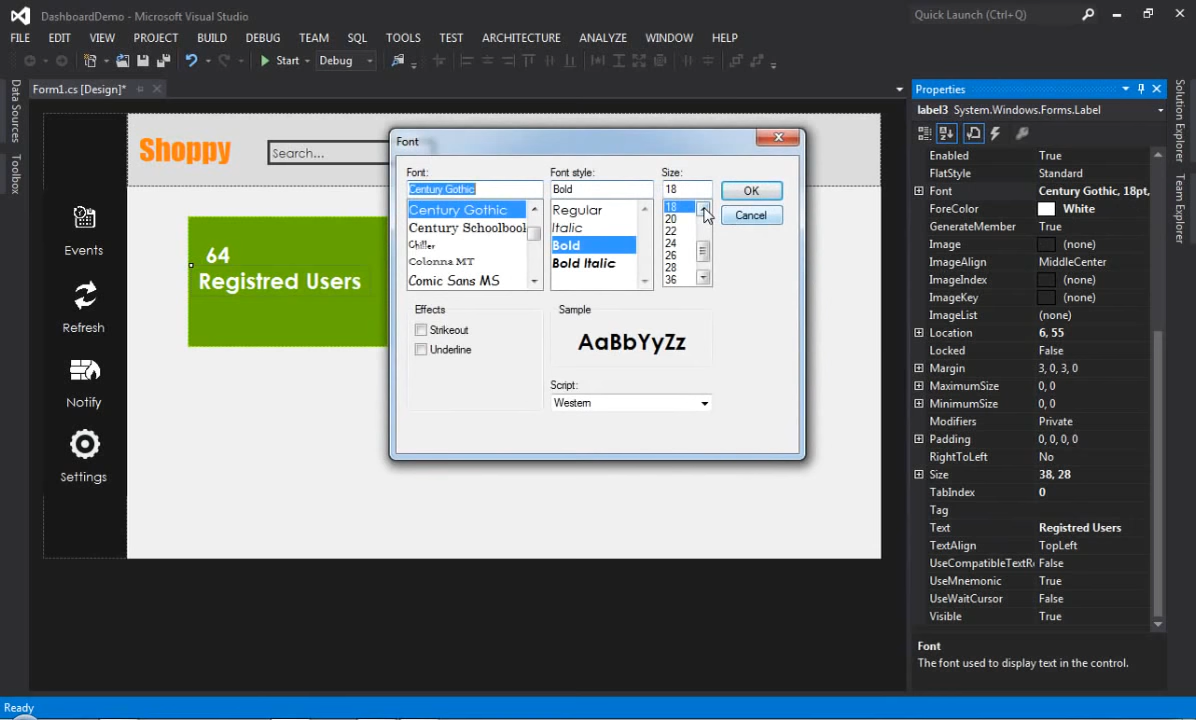 DashboardDemo - Microsoft Visual Studio
Quick Launch (Ctrl+Q)
FILE EDIT VIEW PROJECT BUILD DEBUG TEAM SQL TOOLS TEST ARCHITECTURE ANALYZE WINDOW HELP
Start Debug
Form1.cs [Design]*
Data Sources
Toolbox
Shoppy
Search...
Events
Refresh
Notify
Settings
64
Registred Users
Font
Font:
Century Gothic
Century Gothic
Century Schoolbook
Chiller
Colonna MT
Comic Sans MS
Font style:
Bold
Regular
Italic
Bold
Bold Italic
Size:
18
18
20
22
24
26
28
36
OK
Cancel
Effects
Strikeout
Underline
Sample
AaBbYyZz
Script:
Western
Properties
label3 System.Windows.Forms.Label
Enabled True
FlatStyle Standard
Font Century Gothic, 18pt,
ForeColor White
GenerateMember True
Image (none)
ImageAlign MiddleCenter
ImageIndex (none)
ImageKey (none)
ImageList (none)
Location 6, 55
Locked False
Margin 3, 0, 3, 0
MaximumSize 0, 0
MinimumSize 0, 0
Modifiers Private
Padding 0, 0, 0, 0
RightToLeft No
Size 38, 28
TabIndex 0
Tag
Text Registred Users
TextAlign TopLeft
UseCompatibleTextRe False
UseMnemonic True
UseWaitCursor False
Visible True
Font
The font used to display text in the control.
Solution Explorer
Team Explorer
Ready